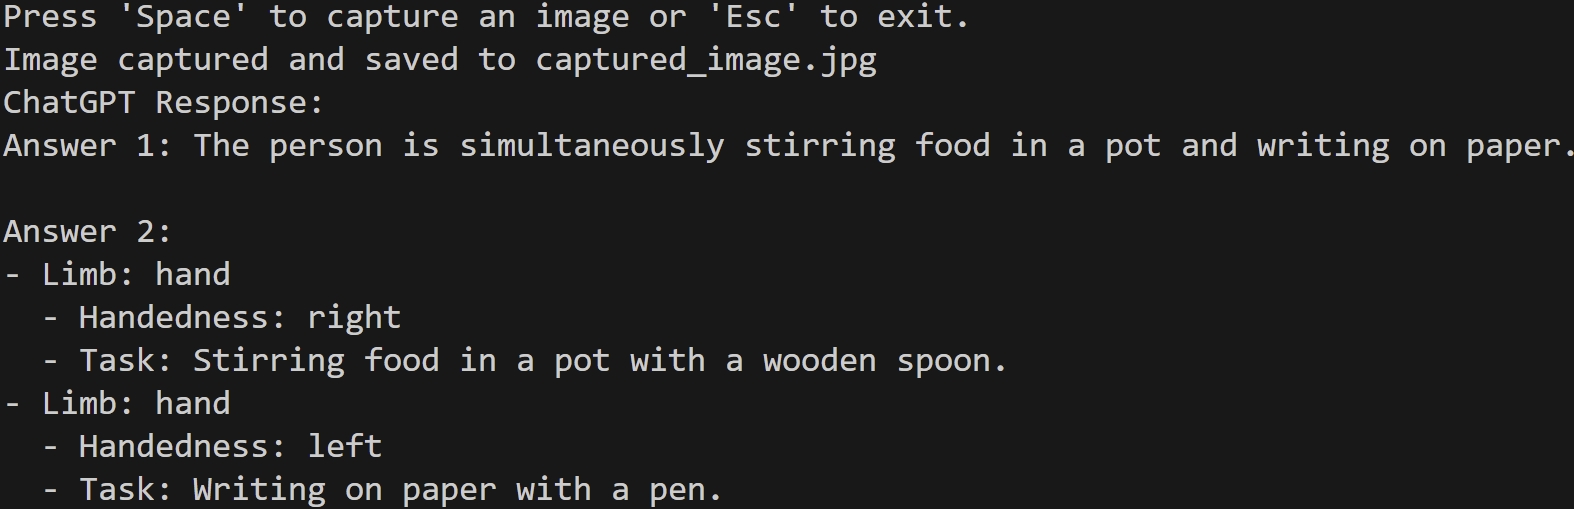 Press 'Space' to capture an image or 'Esc' to exit.
Image captured and saved to captured_image.jpg
ChatGPT Response:
Answer 1: The person is simultaneously stirring food in a pot and writing on paper.
Answer 2:
- Limb: hand
- Handedness: right
- Task: Stirring food in a pot with a wooden spoon.
- Limb: hand
- Handedness: left
- Task: Writing on paper with a pen.